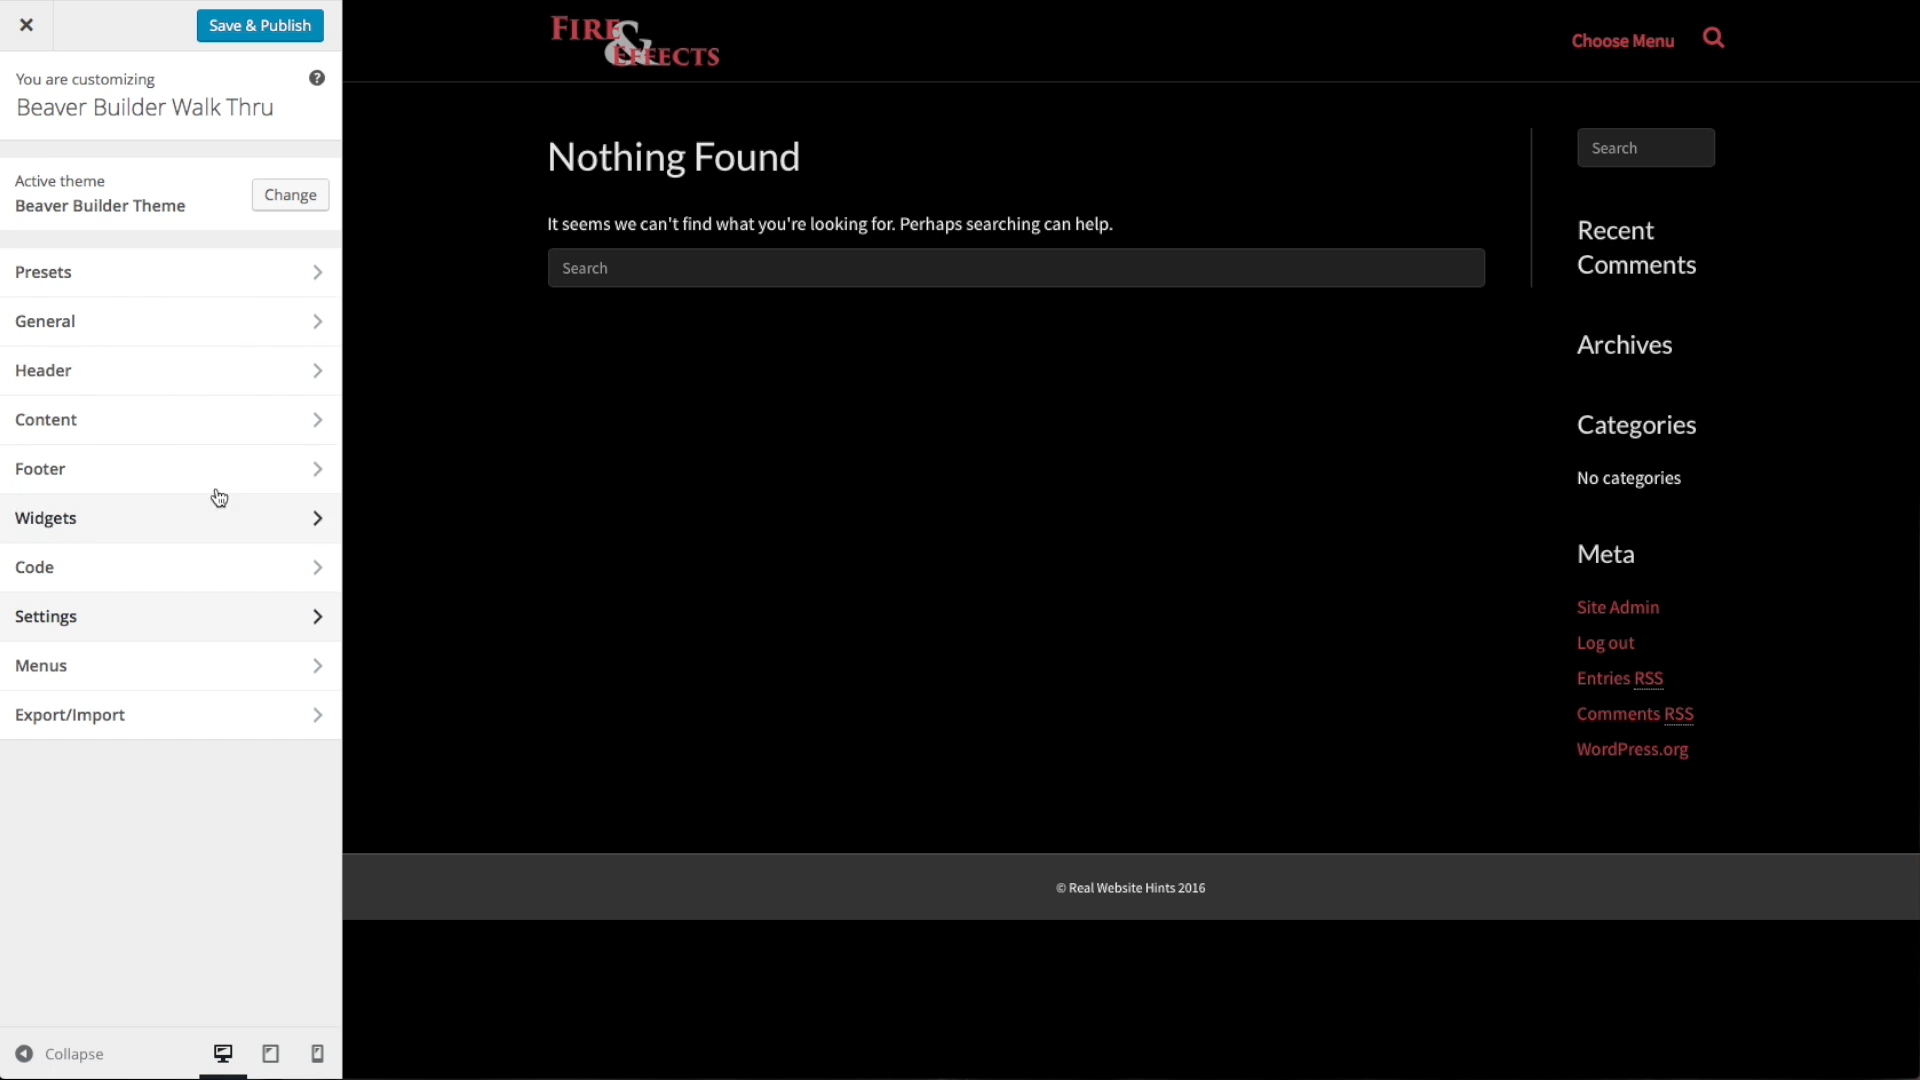 Save & Publish
You are customizing
Beaver Builder Walk Thru
Active theme
Beaver Builder Theme
Change
Presets
General
Header
Content
Footer
Widgets
Code
Settings
Menus
Export/Import
Collapse
FIRE
&
EFFECTS
Choose Menu
Nothing Found
It seems we can't find what you're looking for. Perhaps searching can help.
Search
Search
Recent
Comments
Archives
Categories
No categories
Meta
Site Admin
Log out
Entries RSS
Comments RSS
WordPress.org
© Real Website Hints 2016